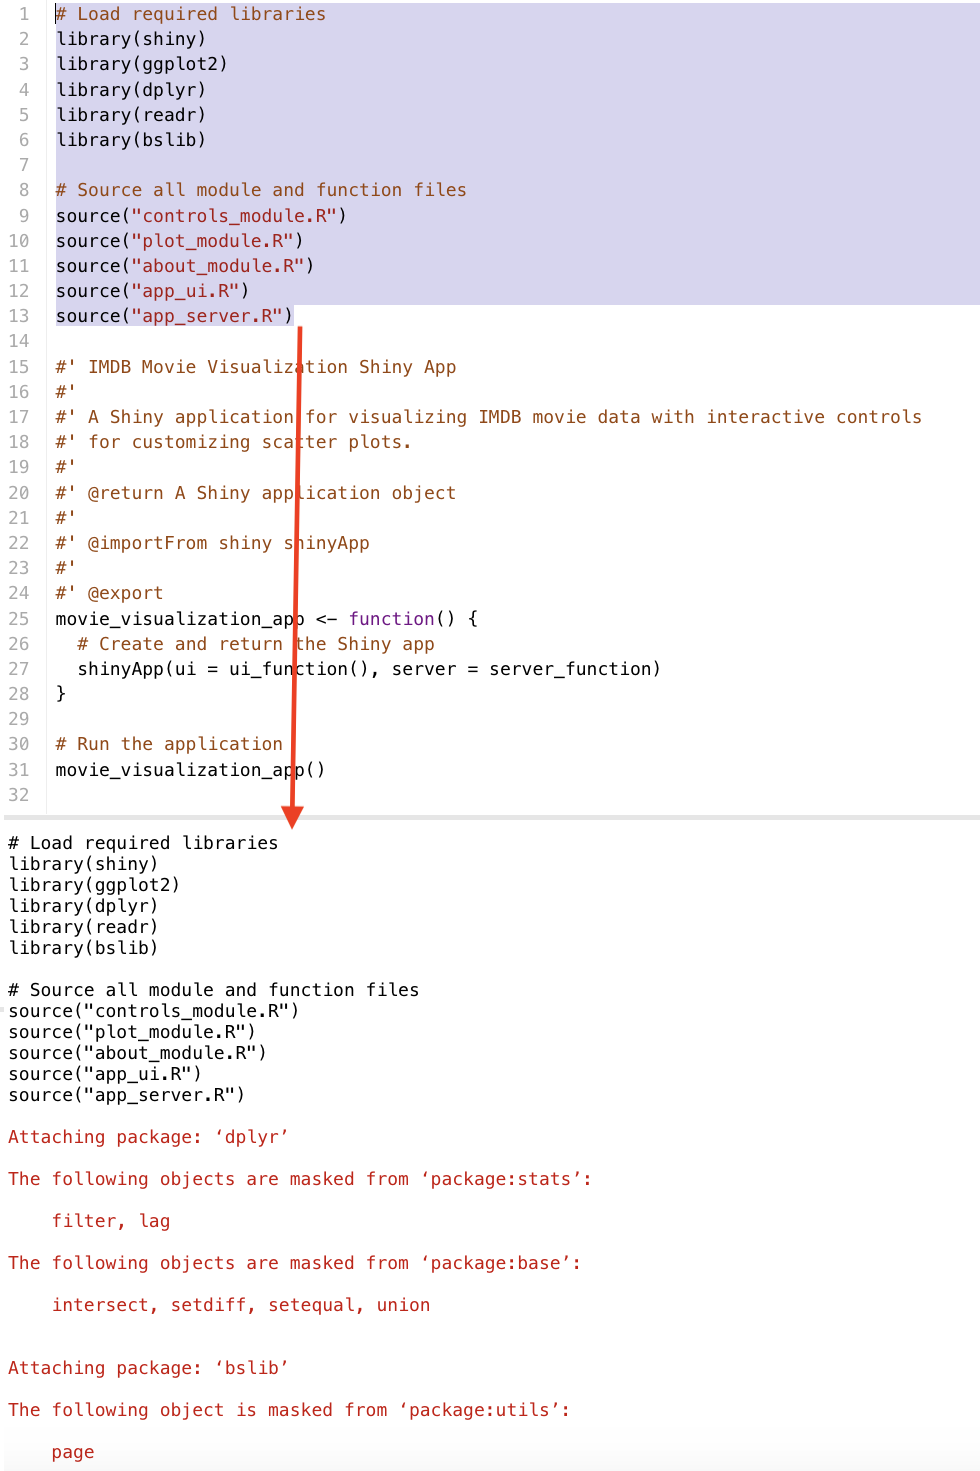 1 # Load required libraries
2 library(shiny)
3 library(ggplot2)
4 library(dplyr)
5 library(readr)
6 library(bslib)
7
8 # Source all module and function files
9 source("controls_module.R")
10 source("plot_module.R")
11 source("about_module.R")
12 source("app_ui.R")
13 source("app_server.R")
14
15 #' IMDB Movie Visualization Shiny App
16 #'
17 #' A Shiny application for visualizing IMDB movie data with interactive controls
18 #' for customizing scatter plots.
19 #'
20 #' @return A Shiny application object
21 #'
22 #' @importFrom shiny shinyApp
23 #'
24 #' @export
25 movie_visualization_app <- function() {
26   # Create and return the Shiny app
27   shinyApp(ui = ui_function(), server = server_function)
28 }
29
30 # Run the application
31 movie_visualization_app()
32
# Load required libraries
library(shiny)
library(ggplot2)
library(dplyr)
library(readr)
library(bslib)

# Source all module and function files
source("controls_module.R")
source("plot_module.R")
source("about_module.R")
source("app_ui.R")
source("app_server.R")

Attaching package: ‘dplyr’

The following objects are masked from ‘package:stats’:

    filter, lag

The following objects are masked from ‘package:base’:

    intersect, setdiff, setequal, union


Attaching package: ‘bslib’

The following object is masked from ‘package:utils’:

    page